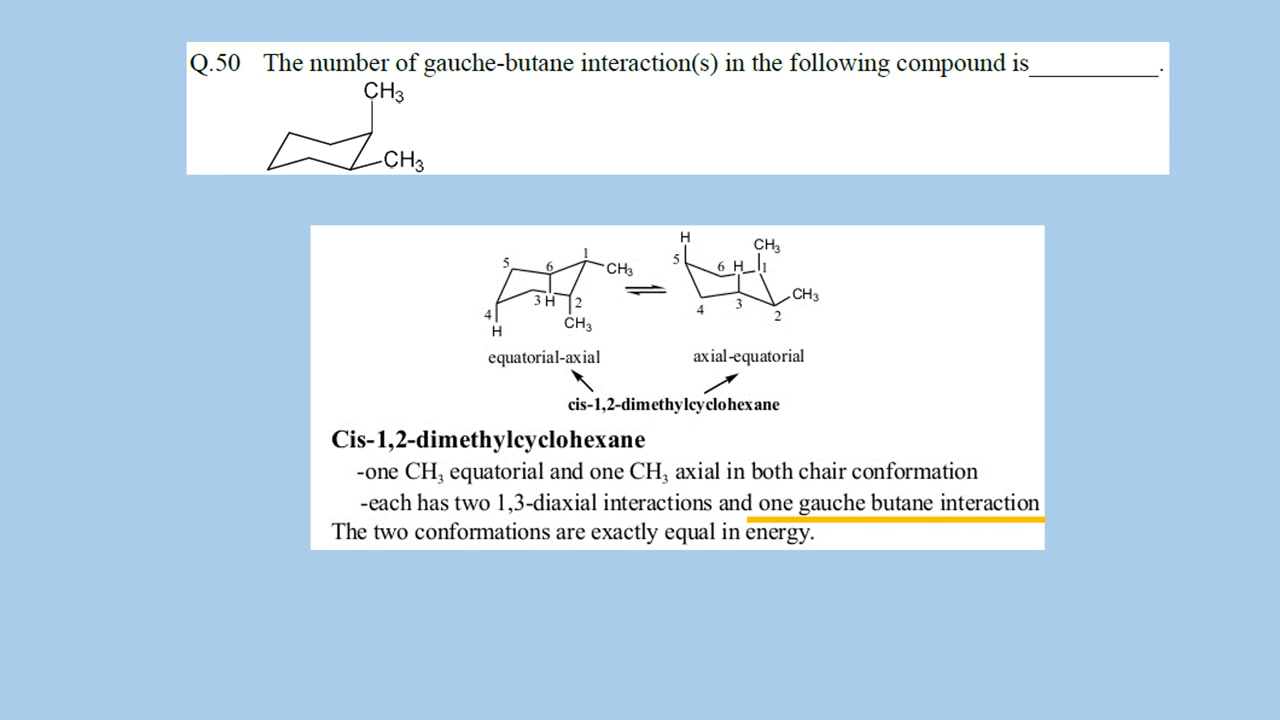 Q.50 The number of gauche-butane interaction(s) in the following compound is__________.
CH₃
CH₃
H
CH₃
5
6
1
CH₃
5
6 H
1
3 H
2
CH₃
4
3
4
H
CH₃
2
equatorial-axial
axial-equatorial
cis-1,2-dimethylcyclohexane
Cis-1,2-dimethylcyclohexane
-one CH₃ equatorial and one CH₃ axial in both chair conformation
-each has two 1,3-diaxial interactions and one gauche butane interaction
The two conformations are exactly equal in energy.